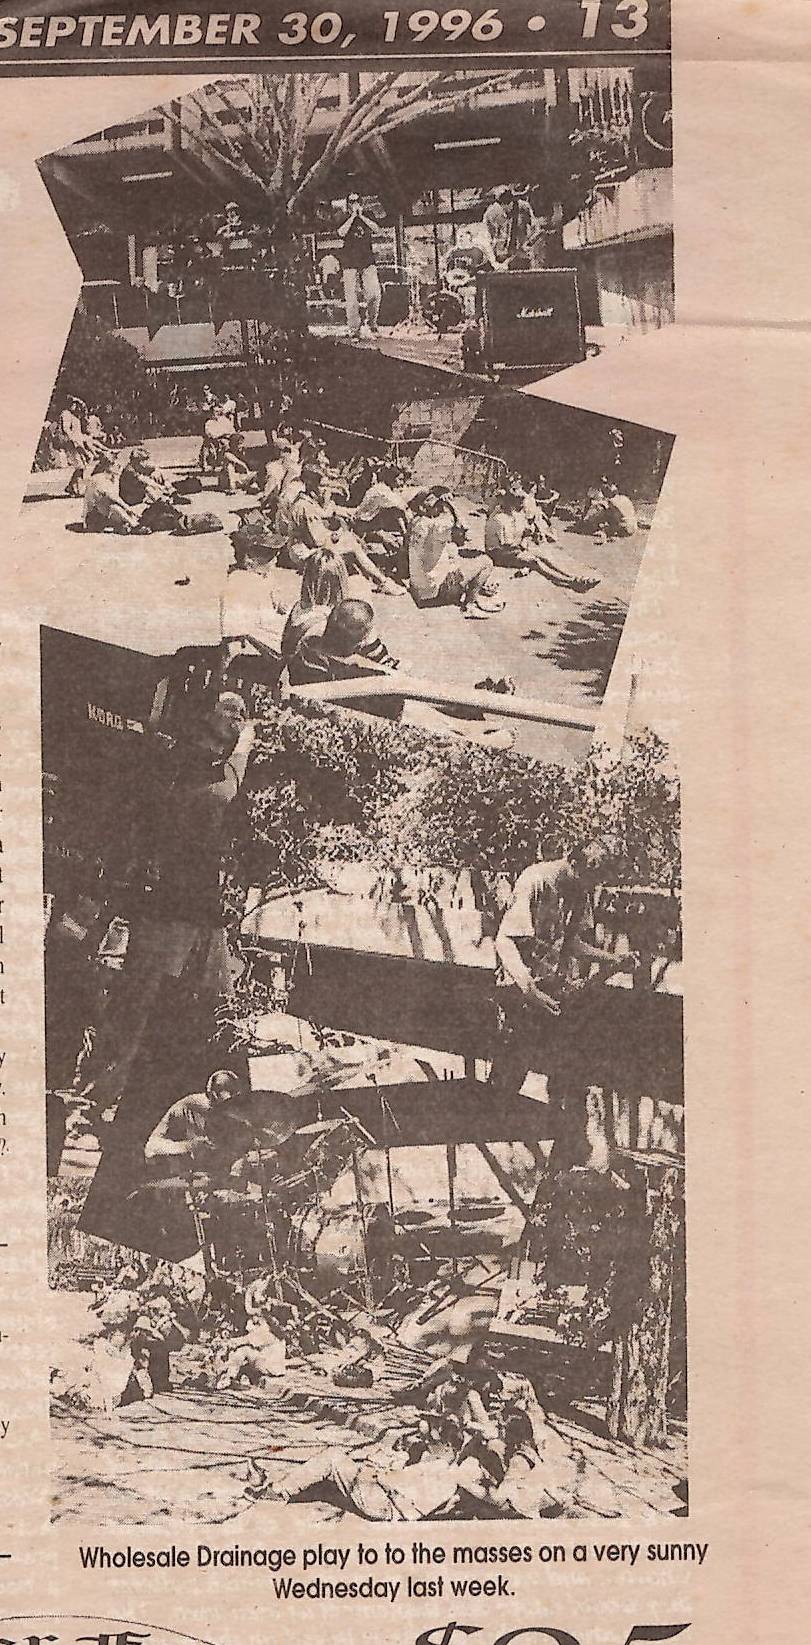 SEPTEMBER 30, 1996 • 13
Marshall
KORG
Wholesale Drainage play to to the masses on a very sunny
Wednesday last week.